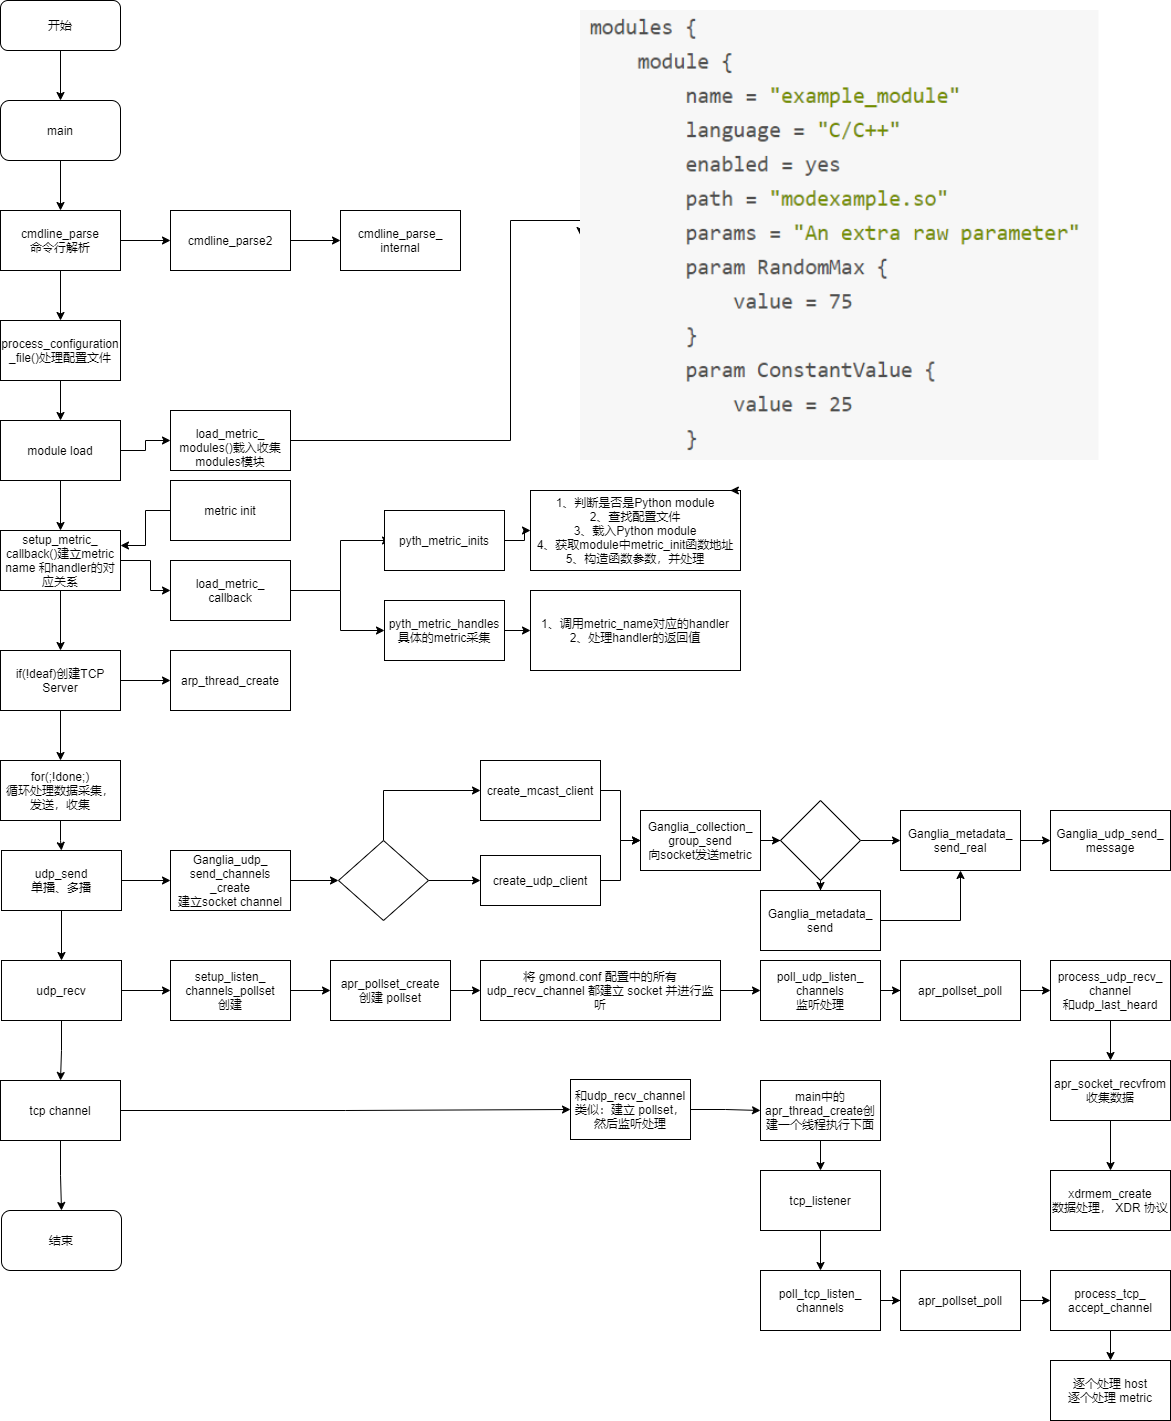 开始
main
cmdline_parse
命令行解析
cmdline_parse2
cmdline_parse_
internal
process_configuration
_file()处理配置文件
module load
load_metric_
modules()载入收集
modules模块
modules {
module {
name = "example_module"
language = "C/C++"
enabled = yes
path = "modexample.so"
params = "An extra raw parameter"
param RandomMax {
value = 75
}
param ConstantValue {
value = 25
}
metric init
setup_metric_
callback()建立metric
name 和handler的对
应关系
load_metric_
callback
pyth_metric_inits
1、判断是否是Python module
2、查找配置文件
3、载入Python module
4、获取module中metric_init函数地址
5、构造函数参数，并处理
pyth_metric_handles
具体的metric采集
1、调用metric_name对应的handler
2、处理handler的返回值
if(!deaf)创建TCP
Server
arp_thread_create
for(;!done;)
循环处理数据采集，
发送，收集
udp_send
单播、多播
Ganglia_udp_
send_channels
_create
建立socket channel
create_mcast_client
create_udp_client
Ganglia_collection_
group_send
向socket发送metric
Ganglia_metadata_
send_real
Ganglia_udp_send_
message
Ganglia_metadata_
send
udp_recv
setup_listen_
channels_pollset
创建
apr_pollset_create
创建 pollset
将 gmond.conf 配置中的所有
udp_recv_channel 都建立 socket 并进行监
听
poll_udp_listen_
channels
监听处理
apr_pollset_poll
process_udp_recv_
channel
和udp_last_heard
apr_socket_recvfrom
收集数据
xdrmem_create
数据处理， XDR 协议
tcp channel
和udp_recv_channel
类似：建立 pollset，
然后监听处理
main中的
apr_thread_create创
建一个线程执行下面
tcp_listener
poll_tcp_listen_
channels
apr_pollset_poll
process_tcp_
accept_channel
逐个处理 host
逐个处理 metric
结束